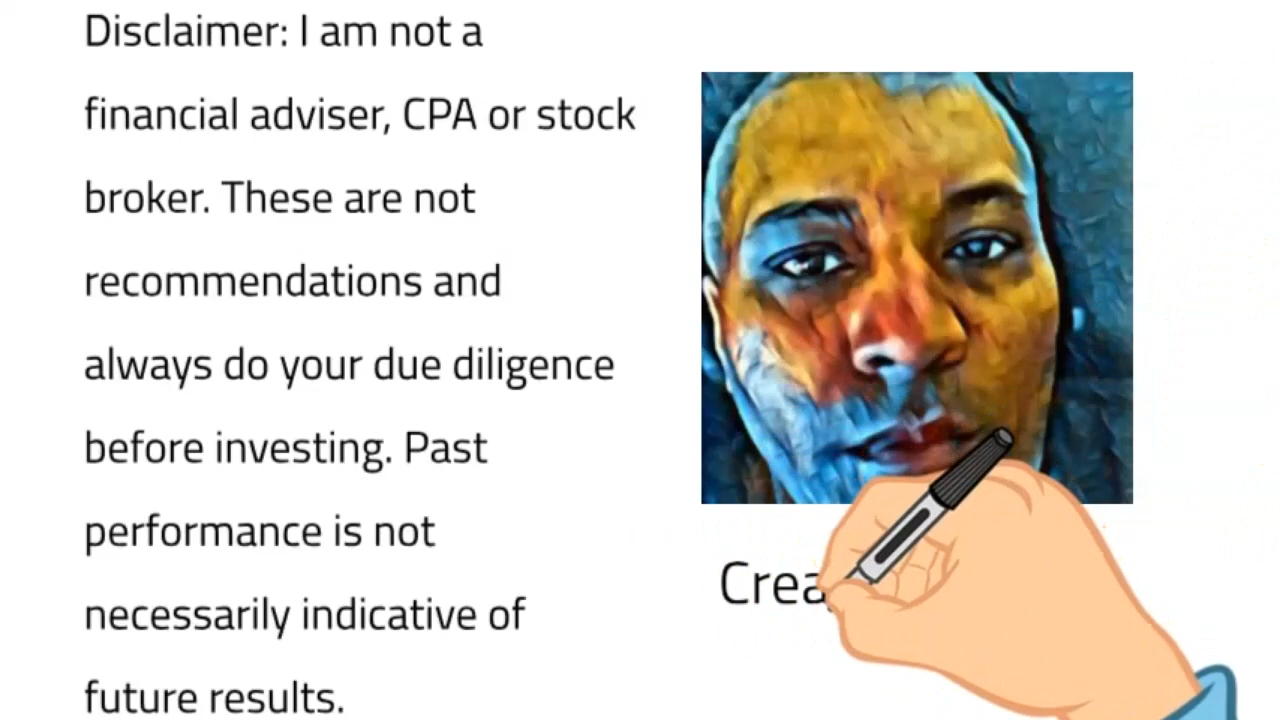 Disclaimer: I am not a
financial adviser, CPA or stock
broker. These are not
recommendations and
always do your due diligence
before investing. Past
performance is not
necessarily indicative of
future results.
Crea